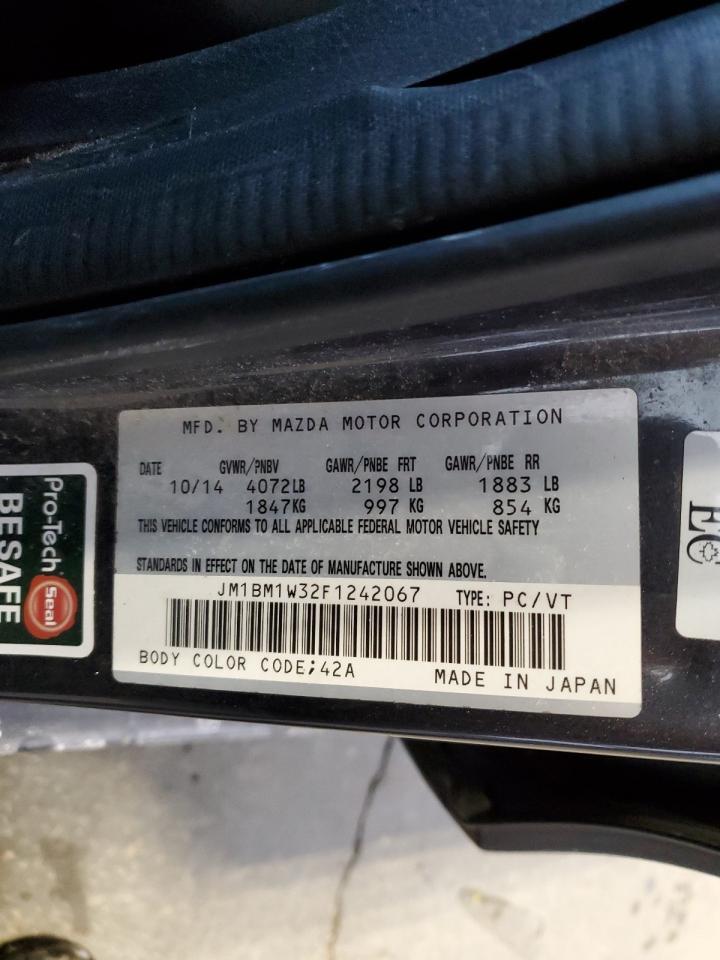 MFD. BY MAZDA MOTOR CORPORATION
DATE GVWR/PNBV GAWR/PNBE FRT GAWR/PNBE RR
10/14 4072LB 2198 LB 1883 LB
1847KG 997 KG 854 KG
THIS VEHICLE CONFORMS TO ALL APPLICABLE FEDERAL MOTOR VEHICLE SAFETY
STANDARDS IN EFFECT ON THE DATE OF MANUFACTURE SHOWN ABOVE.
JM1BM1W32F1242067 TYPE: PC/VT
BODY COLOR CODE;42A
MADE IN JAPAN
Pro-Tech
Seal
BE SAFE
EC